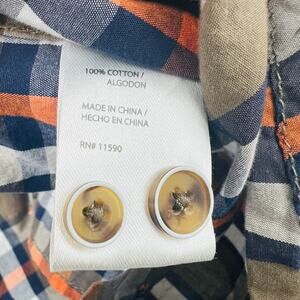 100% COTTON /
ALGODON
MADE IN CHINA /
HECHO EN CHINA
RN# 11590